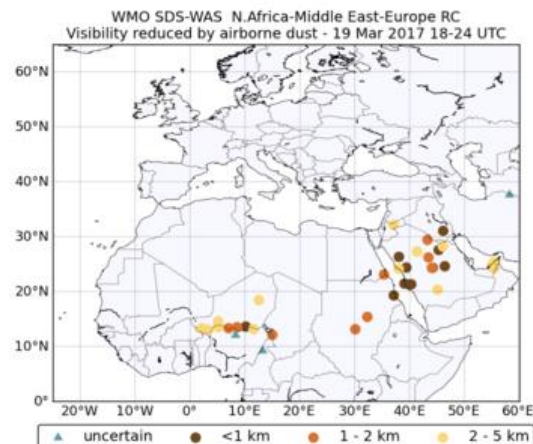 WMO SDS-WAS N.Africa-Middle East-Europe RC
Visibility reduced by airborne dust - 19 Mar 2017 18-24 UTC
60°N
50°N
40°N
30°N
20°N
10°N
0°
20°W 10°W 0° 10°E 20°E 30°E 40°E 50°E 60°E
uncertain <1 km 1 - 2 km 2 - 5 km